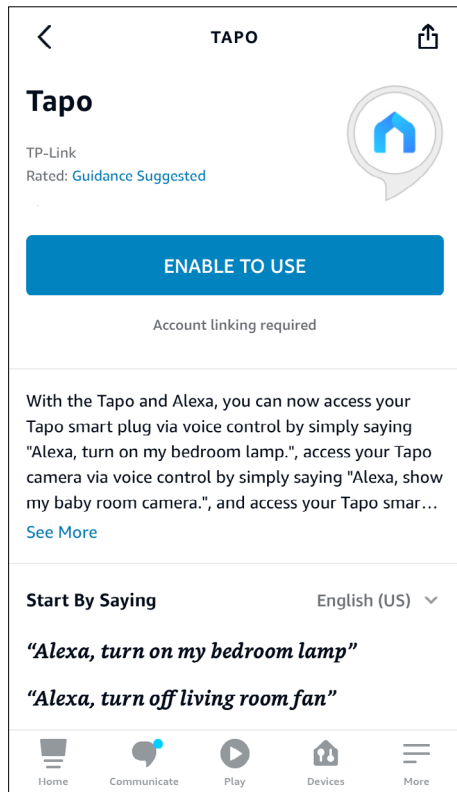 TAPO
Tapo
TP-Link
Rated: Guidance Suggested
ENABLE TO USE
Account linking required
With the Tapo and Alexa, you can now access your
Tapo smart plug via voice control by simply saying
"Alexa, turn on my bedroom lamp.", access your Tapo
camera via voice control by simply saying "Alexa, show
my baby room camera.", and access your Tapo smar…
See More
Start By Saying English (US)
“Alexa, turn on my bedroom lamp”
“Alexa, turn off living room fan”
Home Communicate Play Devices More